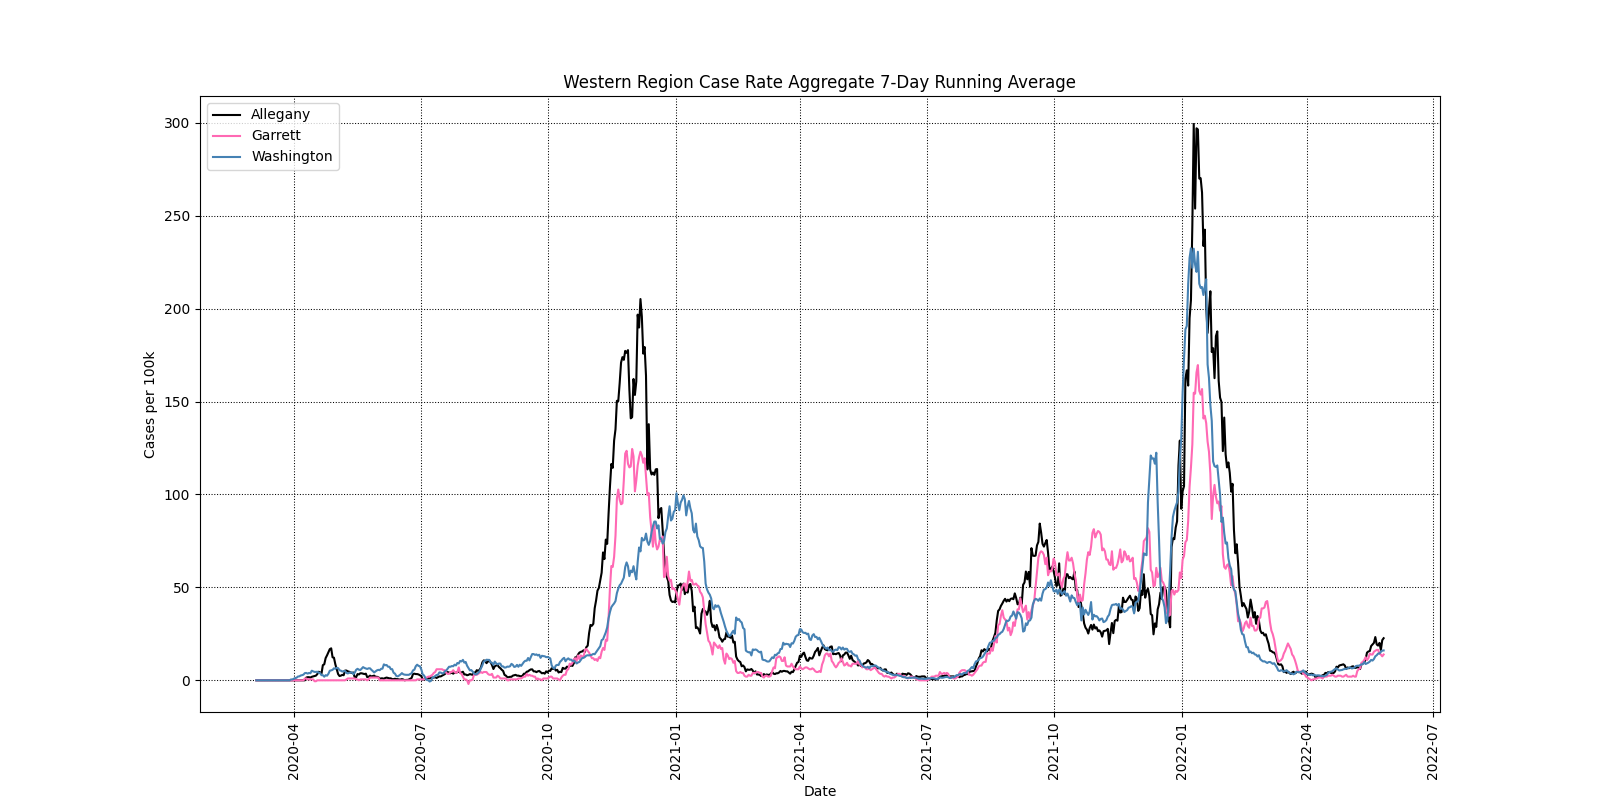 Western Region Case Rate Aggregate 7-Day Running Average
Allegany
Garrett
Washington
300
250
200
150
100
50
0
Cases per 100k
2020-04
2020-07
2020-10
2021-01
2021-04
2021-07
2021-10
2022-01
2022-04
2022-07
Date